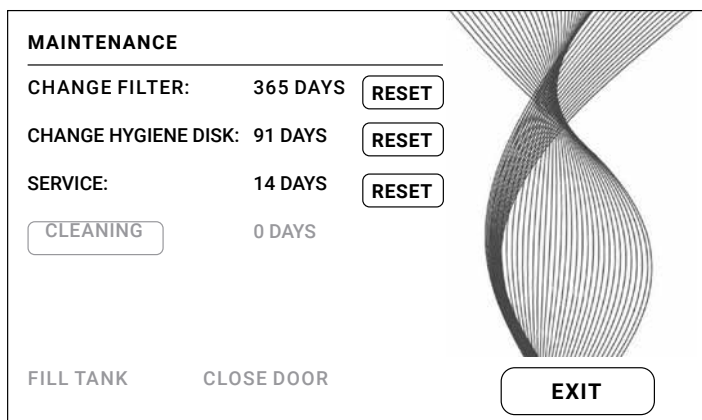 MAINTENANCE
CHANGE FILTER: 365 DAYS RESET
CHANGE HYGIENE DISK: 91 DAYS RESET
SERVICE: 14 DAYS RESET
CLEANING 0 DAYS
FILL TANK CLOSE DOOR EXIT